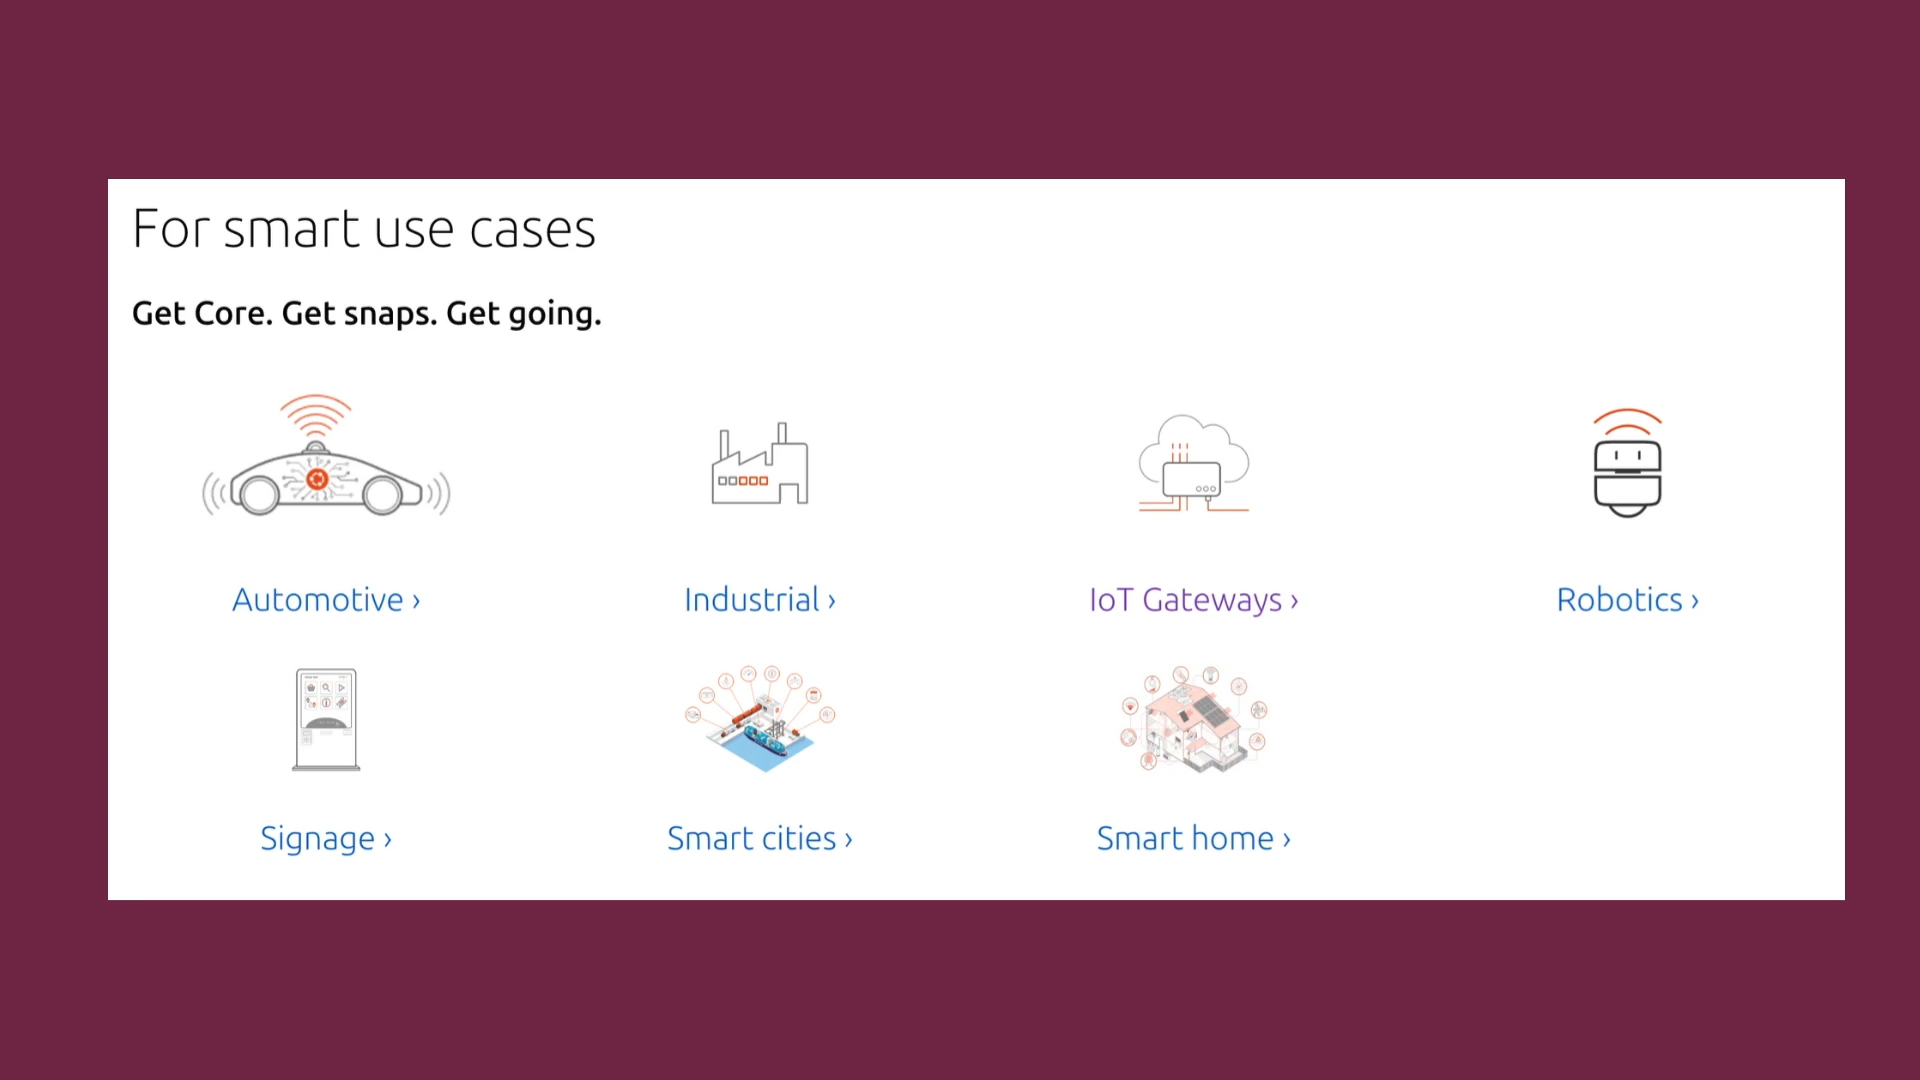 For smart use cases
Get Core. Get snaps. Get going.
Automotive ›
Industrial ›
IoT Gateways ›
Robotics ›
Signage ›
Smart cities ›
Smart home ›